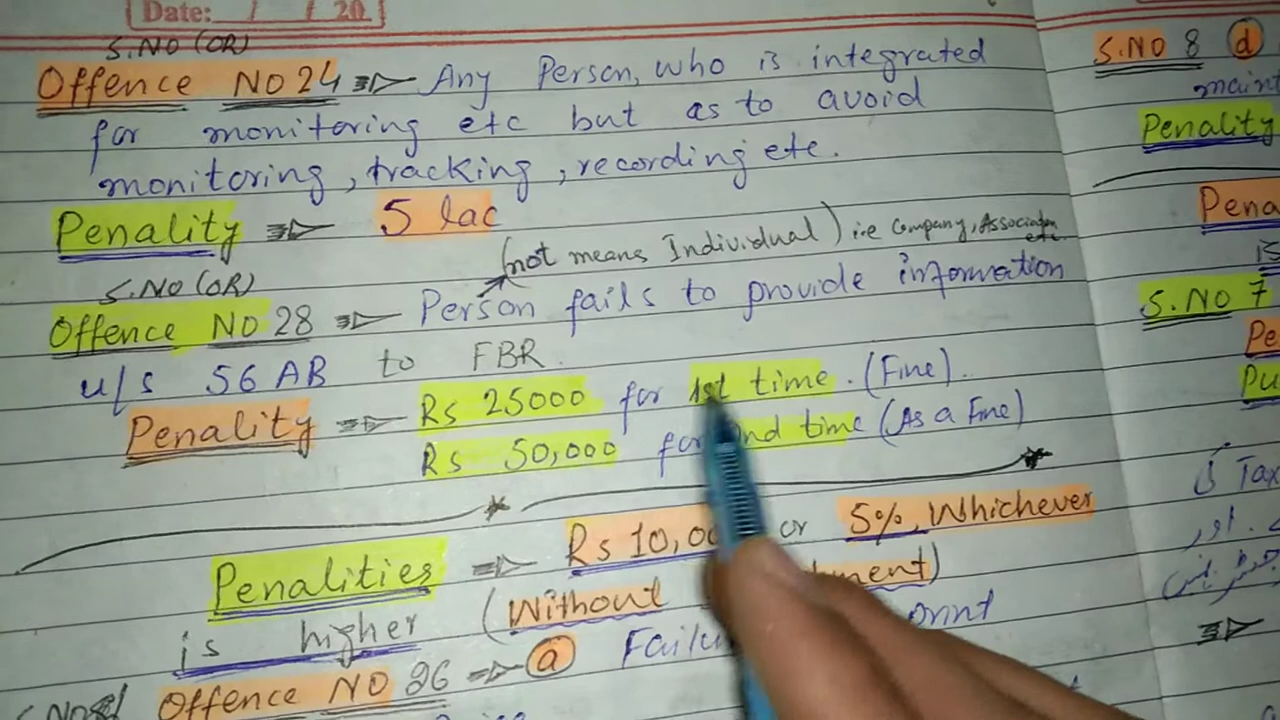 Date: / / 20
S.NO (OR)
Offence NO 24 ⇒ Any Person, who is integrated
for monitoring etc but as to avoid
monitoring, tracking, recording etc.
Penality ⇒ 5 lac
(not means Individual) i.e Company, Association etc
S.NO (OR)
Offence NO 28 ⇒ Person fails to provide information
u/s 56 AB to FBR.
Penality ⇒ Rs 25000 for 1st time. (Fine).
Rs 50,000 for 2nd time (As a Fine)
Penalities ⇒ Rs 10,000 or 5%, Whichever
is higher (Without
Offence NO 26 ⇒ (a)
S.NO 8 (d)
Penality
S.NO 7
Tax
اور